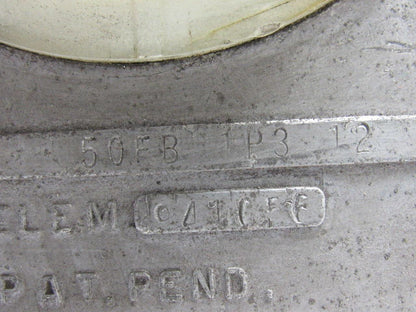 50FB 1P3 12
ELEM.
PAT. PEND.